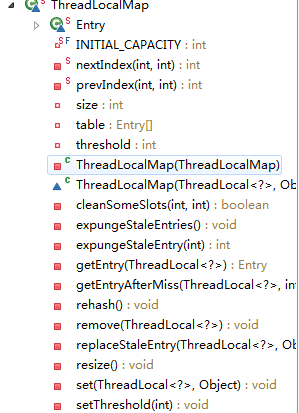 ThreadLocalMap
Entry
INITIAL_CAPACITY : int
nextIndex(int, int) : int
prevIndex(int, int) : int
size : int
table : Entry[]
threshold : int
ThreadLocalMap(ThreadLocalMap)
ThreadLocalMap(ThreadLocal<?>, Ob
cleanSomeSlots(int, int) : boolean
expungeStaleEntries() : void
expungeStaleEntry(int) : int
getEntry(ThreadLocal<?>) : Entry
getEntryAfterMiss(ThreadLocal<?>, in
rehash() : void
remove(ThreadLocal<?>) : void
replaceStaleEntry(ThreadLocal<?>, Ob
resize() : void
set(ThreadLocal<?>, Object) : void
setThreshold(int) : void